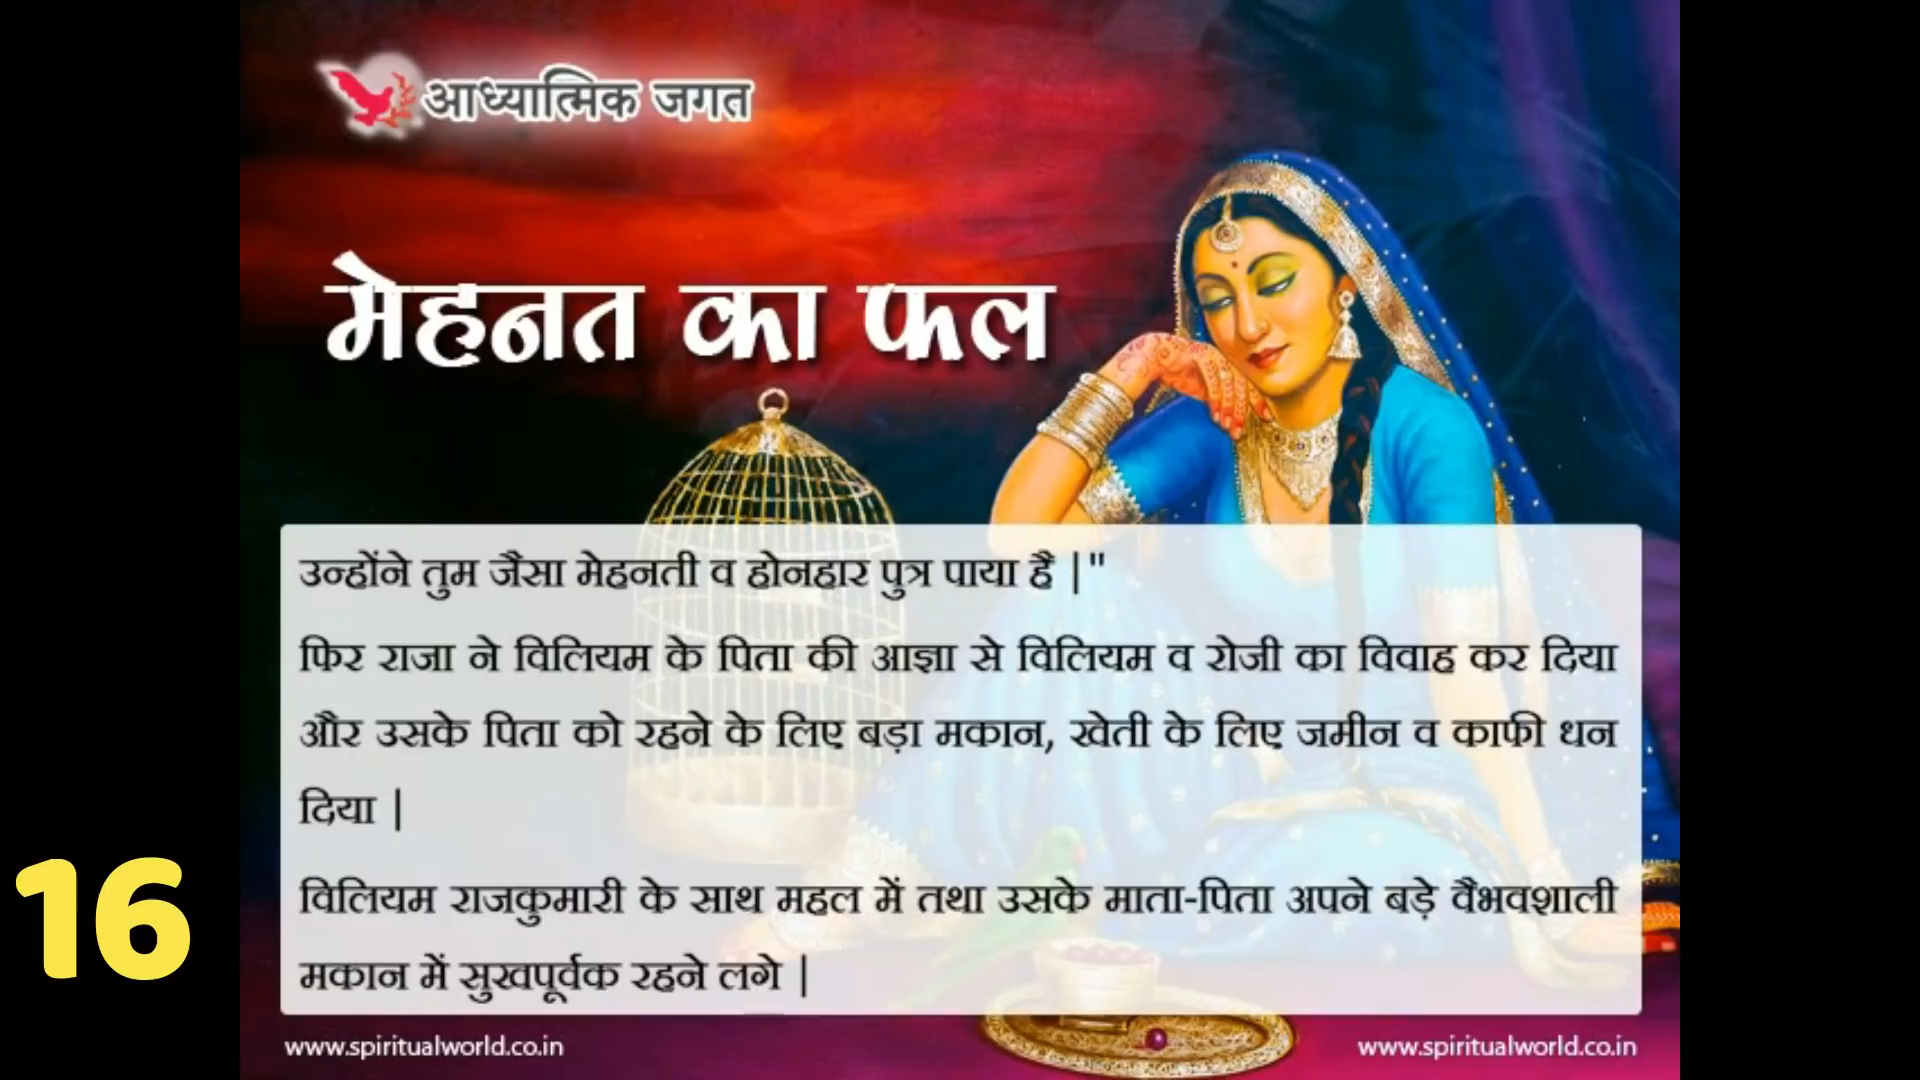 आध्यात्मिक जगत
मेहनत का फल
उन्होंने तुम जैसा मेहनती व होनहार पुत्र पाया है |"
फिर राजा ने विलियम के पिता की आज्ञा से विलियम व रोजी का विवाह कर दिया
और उसके पिता को रहने के लिए बड़ा मकान, खेती के लिए जमीन व काफी धन
दिया |
विलियम राजकुमारी के साथ महल में तथा उसके माता-पिता अपने बड़े वैभवशाली
मकान में सुखपूर्वक रहने लगे |
16
www.spiritualworld.co.in
www.spiritualworld.co.in